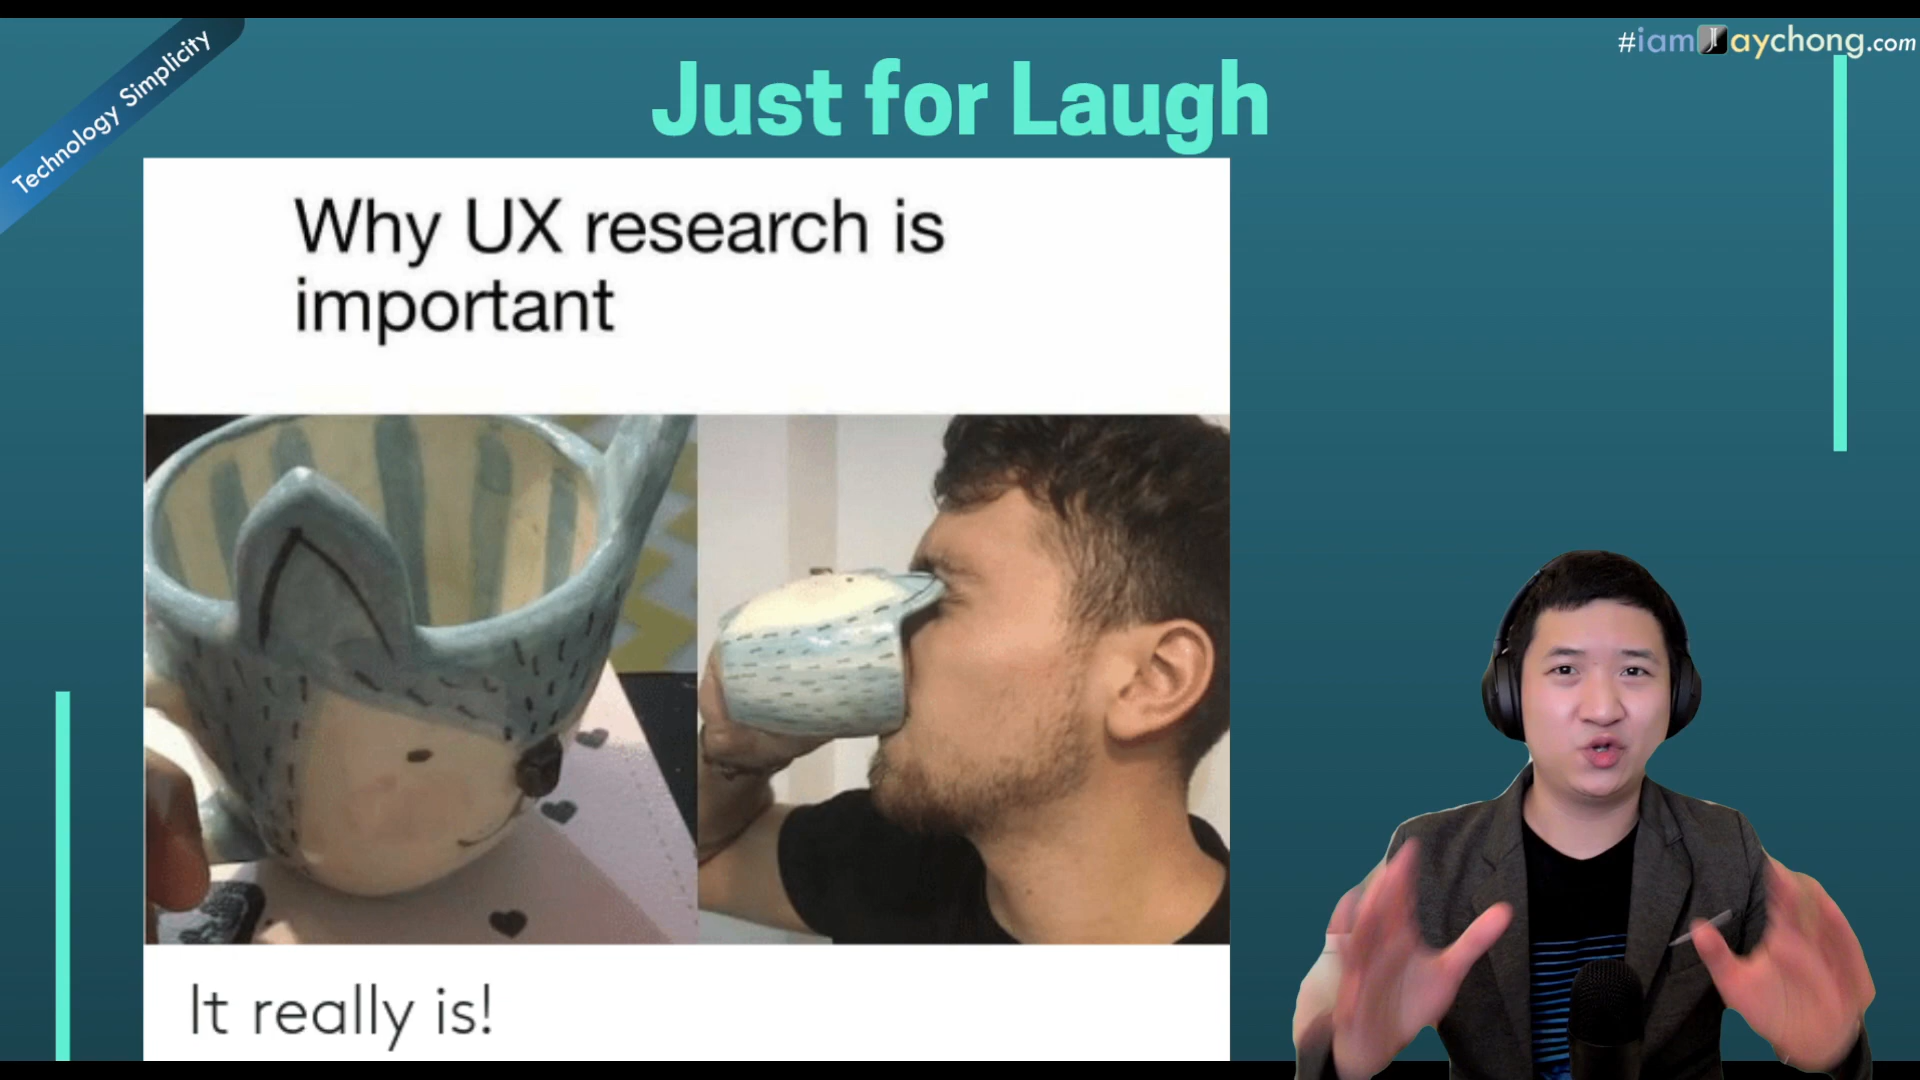 Technology Simplicity
#iamJaychong.com
Just for Laugh
Why UX research is
important
It really is!